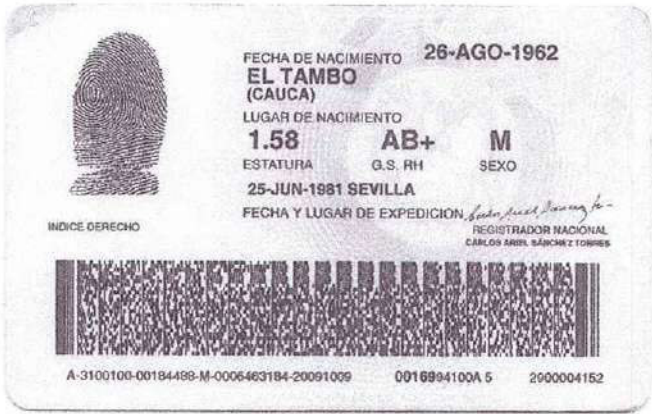 FECHA DE NACIMIENTO 26-AGO-1962
EL TAMBO
(CAUCA)
LUGAR DE NACIMIENTO
1.58 AB+ M
ESTATURA G.S. RH SEXO
25-JUN-1981 SEVILLA
FECHA Y LUGAR DE EXPEDICION
INDICE DERECHO
REGISTRADOR NACIONAL
CARLOS ARIEL SÁNCHEZ TORRES
A-3100100-00184488-M-0006463184-20091009 0016994100A 5 2900004152